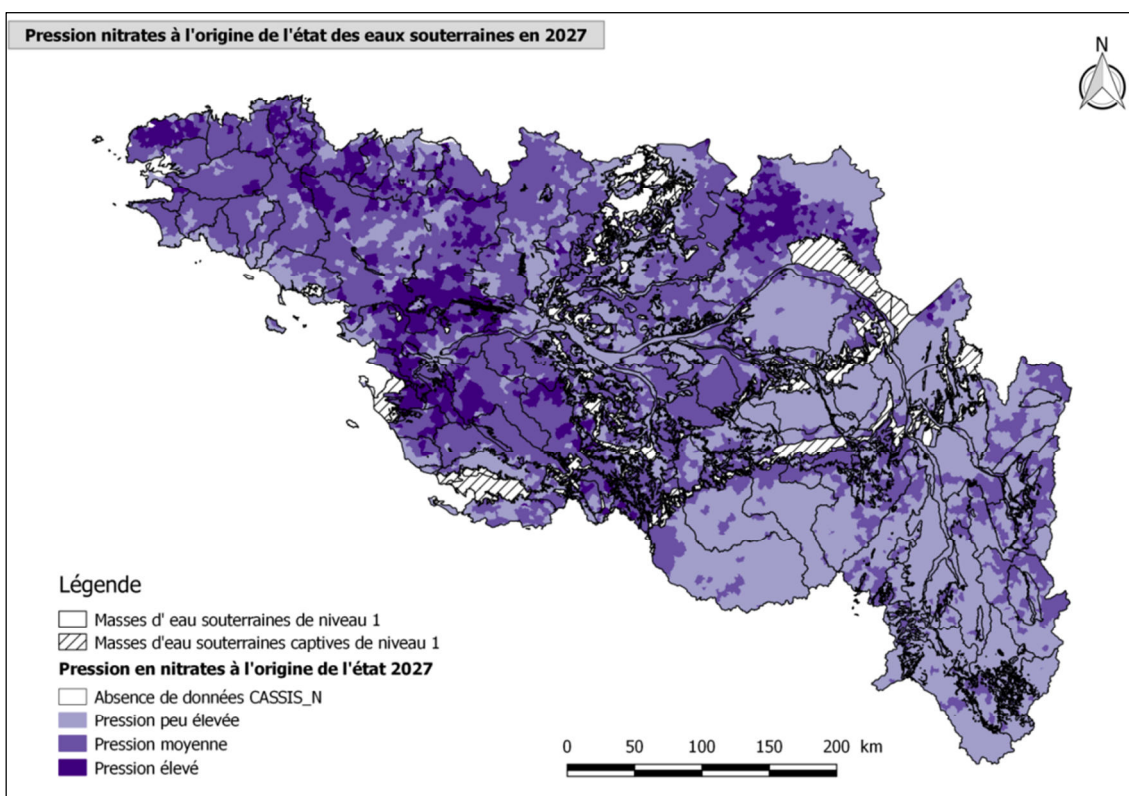 Pression nitrates à l'origine de l'état des eaux souterraines en 2027
N
Légende
Masses d' eau souterraines de niveau 1
Masses d'eau souterraines captives de niveau 1
Pression en nitrates à l'origine de l'état 2027
Absence de données CASSIS_N
Pression peu élevée
Pression moyenne
Pression élevé
0 50 100 150 200 km